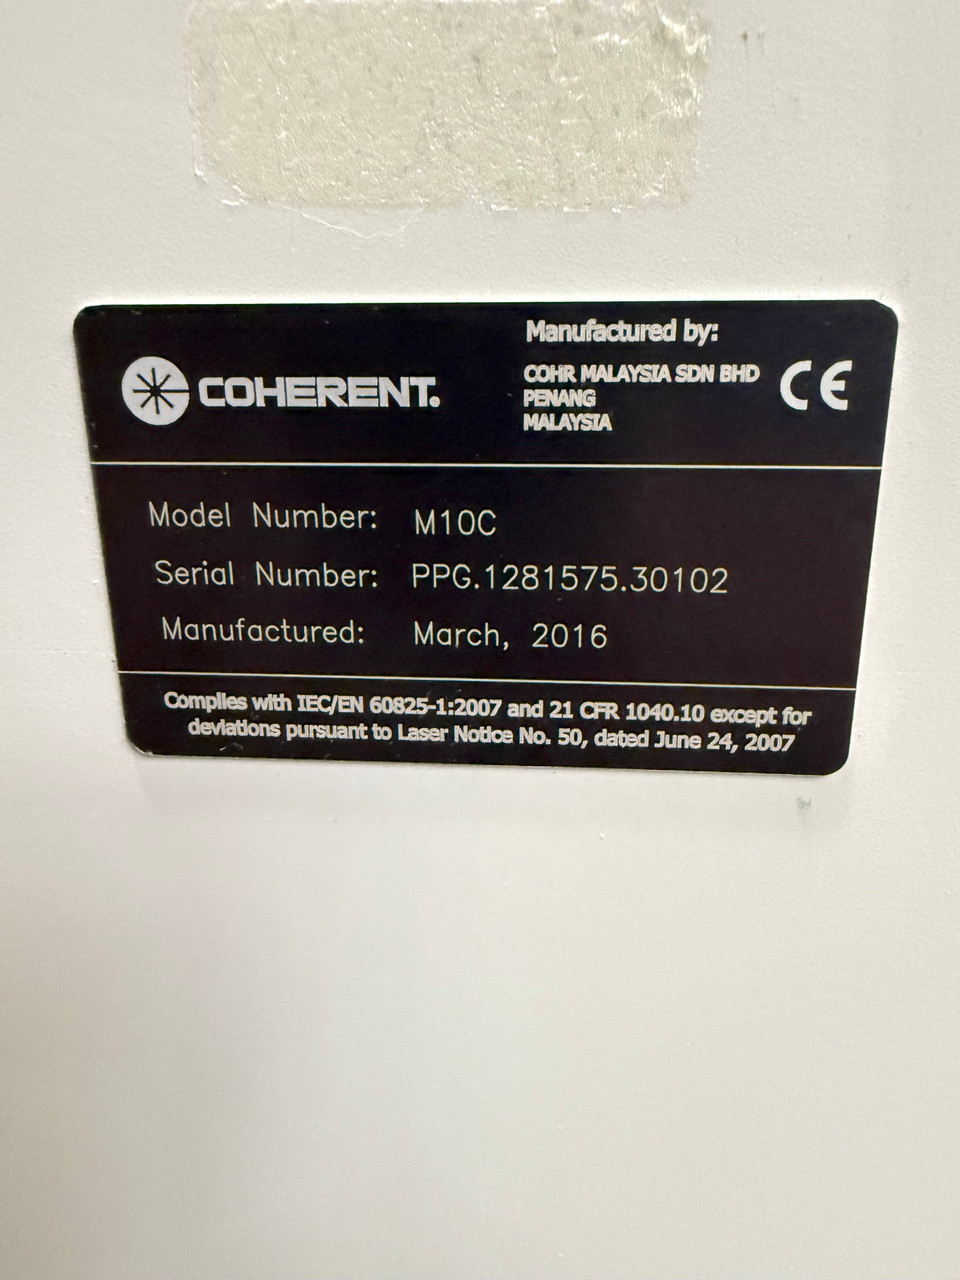 COHERENT.
Manufactured by:
COHR MALAYSIA SDN BHD
PENANG
MALAYSIA
CE
Model Number: M10C
Serial Number: PPG.1281575.30102
Manufactured: March, 2016
Complies with IEC/EN 60825-1:2007 and 21 CFR 1040.10 except for
deviations pursuant to Laser Notice No. 50, dated June 24, 2007